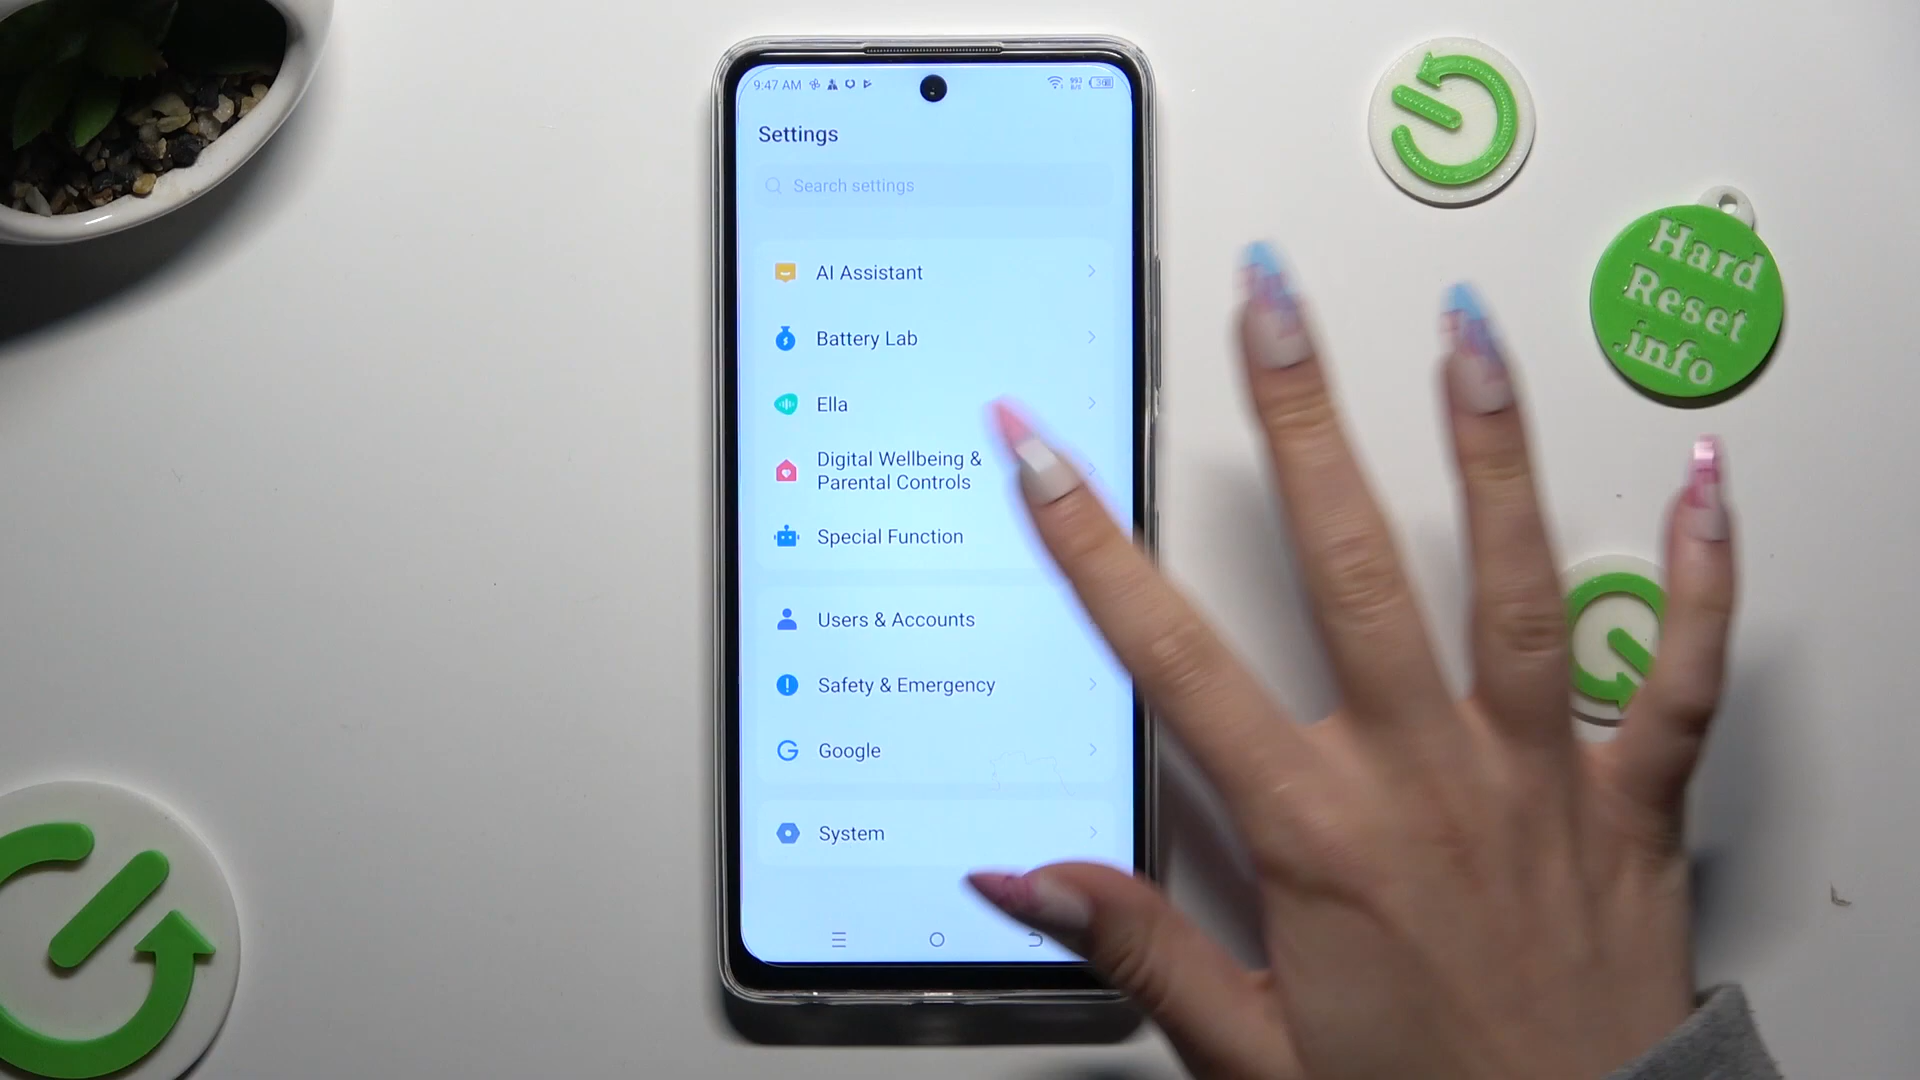 9:47 AM
Settings
Search settings
AI Assistant
Battery Lab
Ella
Digital Wellbeing &
Parental Controls
Special Function
Users & Accounts
Safety & Emergency
Google
System
Hard
Reset
.info